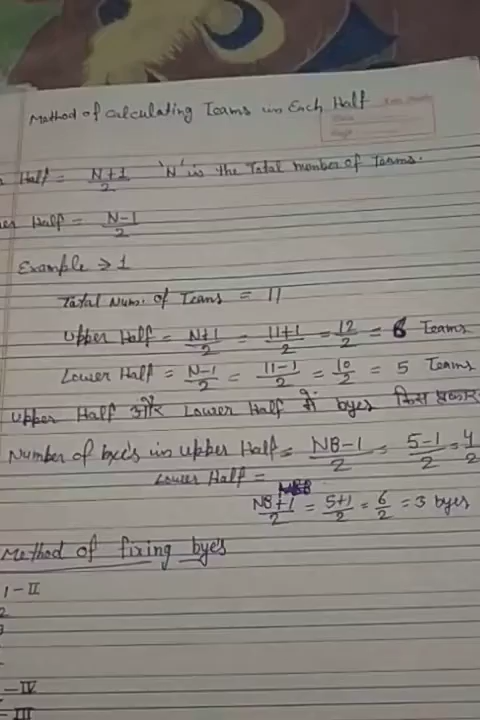 Method of Calculating Teams in Each Half
Half = N+1/2 'N' is the Total number of Teams.
Half = N-1/2
Example → 1
Total Num. of Teams = 11
Upper Half = N+1/2 = 11+1/2 = 12/2 = 6 Teams
Lower Half = N-1/2 = 11-1/2 = 10/2 = 5 Teams
Upper Half और Lower Half में byes किस प्रकार
Number of bye's in Upper Half = NB-1/2 = 5-1/2 = 4/2
Lower Half =
NB+1/2 = 5+1/2 = 6/2 = 3 byes
Method of fixing bye's
1-II
2
-IV
-III